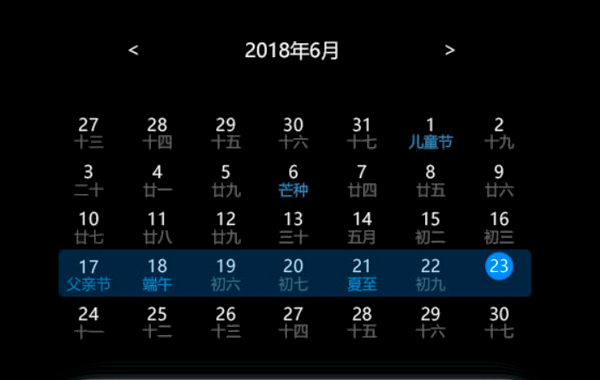 < 2018年6月 >
27 28 29 30 31 1 2
十三 十四 十五 十六 十七 儿童节 十九
3 4 5 6 7 8 9
二十 廿一 廿九 芒种 廿四 廿五 廿六
10 11 12 13 14 15 16
廿七 廿八 廿九 三十 五月 初二 初三
17 18 19 20 21 22 23
父亲节 端午 初六 初七 夏至 初九
24 25 26 27 28 29 30
十一 十二 十三 十四 十五 十六 十七